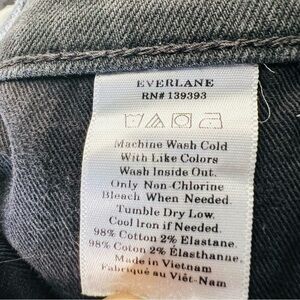 EVERLANE
RN# 139393
Machine Wash Cold
With Like Colors
Wash Inside Out.
Only Non-Chlorine
Bleach When Needed.
Tumble Dry Low.
Cool Iron if Needed.
98% Cotton 2% Elastane.
98% Coton 2% Élasthanne.
Made in Vietnam
Fabriqué au Viêt-Nam